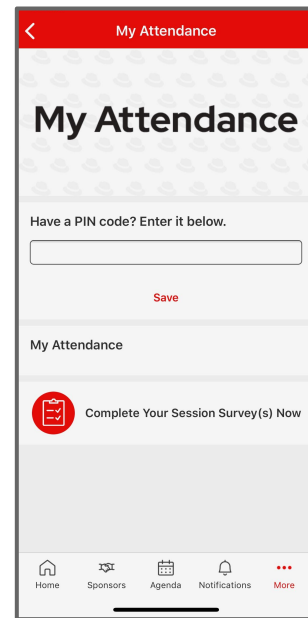 My Attendance
My Attendance
Have a PIN code? Enter it below.
Save
My Attendance
Complete Your Session Survey(s) Now
Home Sponsors Agenda Notifications More